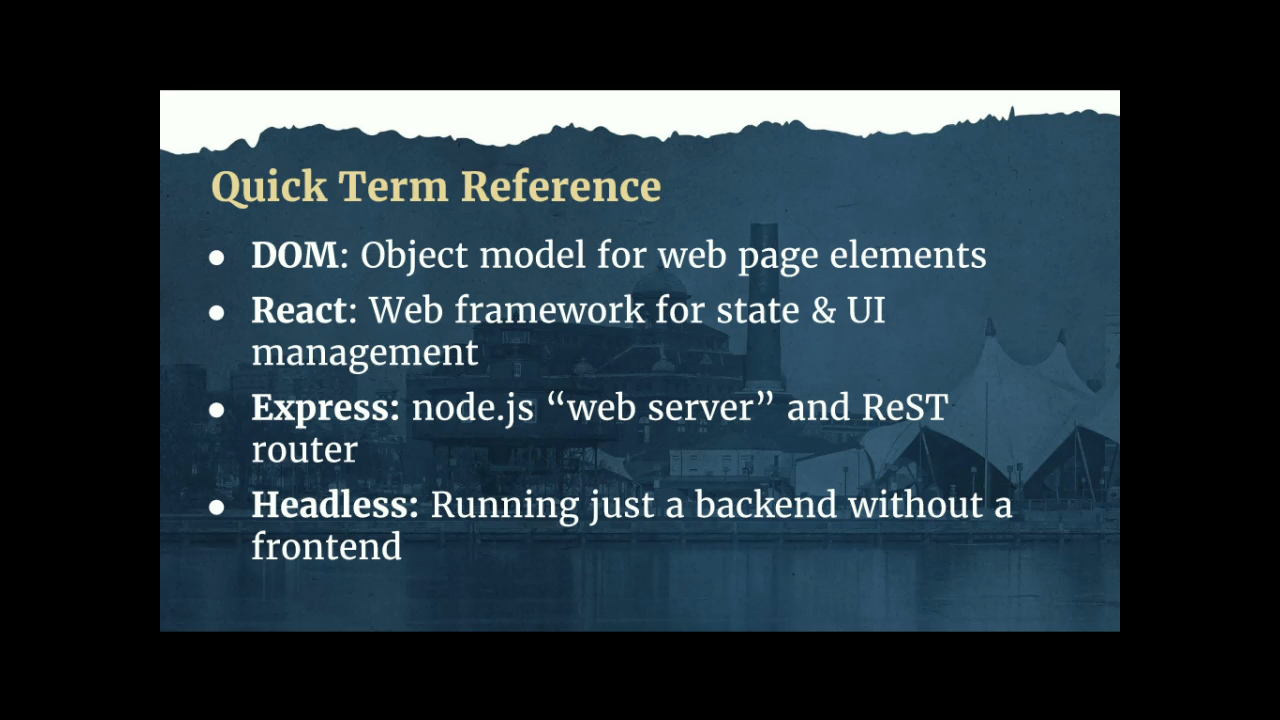 Quick Term Reference
● DOM: Object model for web page elements
● React: Web framework for state & UI
management
● Express: node.js “web server” and ReST
router
● Headless: Running just a backend without a
frontend